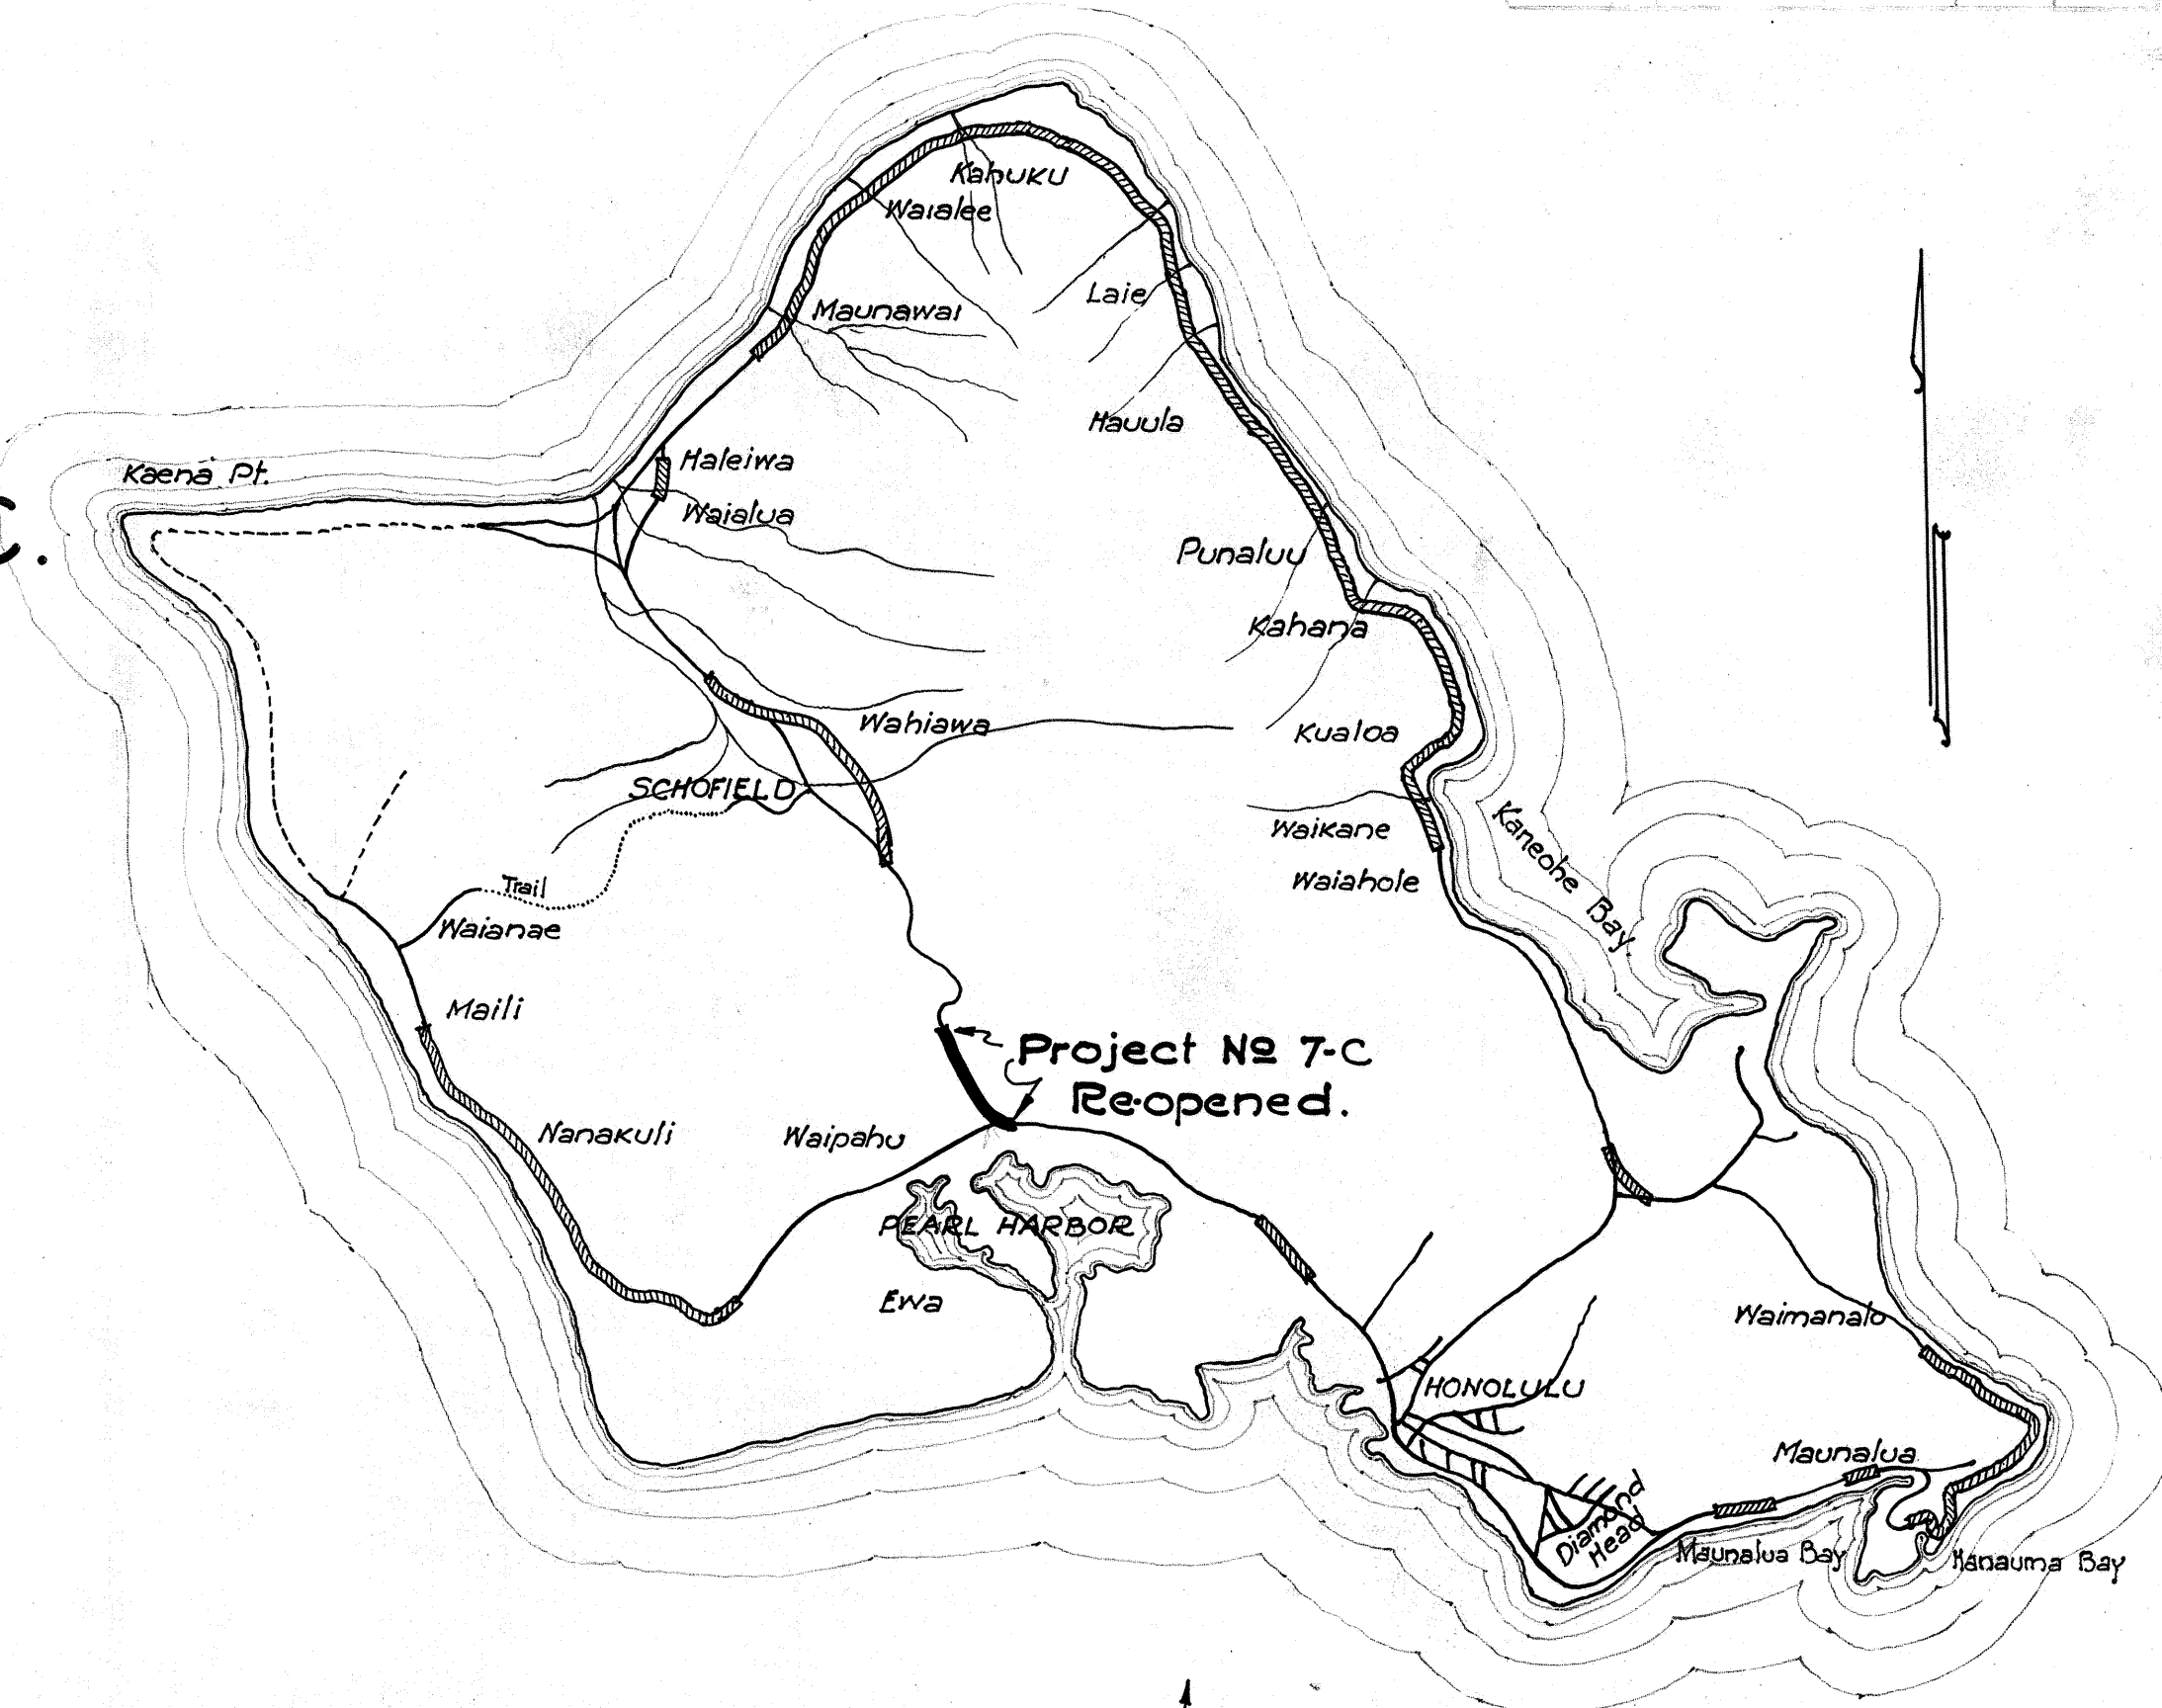 Kahuku
Waialee
Laie
Maunawai
Hauula
Haleiwa
Kaena Pt.
Waialua
Punaluu
Kahana
Wahiawa
Kualoa
SCHOFIELD
Waikane
Kaneohe Bay.
Waiahole
Trail
Waianae
Maili
Project No 7-C
Re-opened.
Nanakuli
Waipahu
PEARL HARBOR
Ewa
Waimanalo
HONOLULU
Maunalua
Diamond
Head
Maunalua Bay
Hanauma Bay